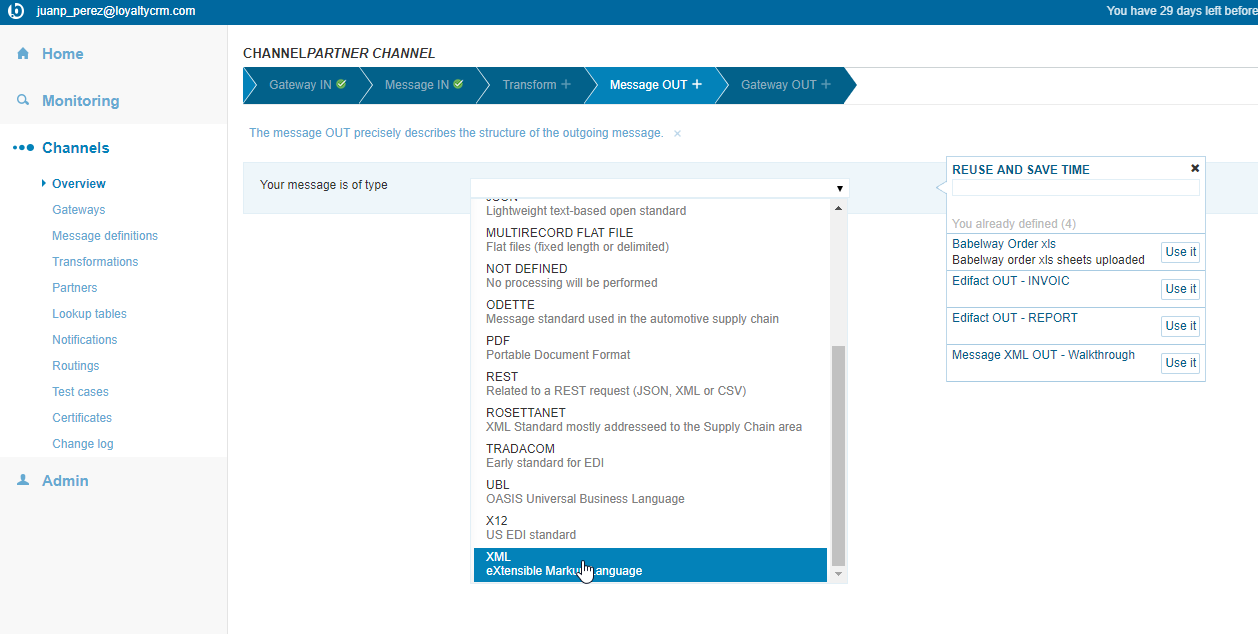 juanp_perez@loyaltycrm.com
You have 29 days left before
Home
Monitoring
Channels
Overview
Gateways
Message definitions
Transformations
Partners
Lookup tables
Notifications
Routings
Test cases
Certificates
Change log
Admin
CHANNELPARTNER CHANNEL
Gateway IN
Message IN
Transform +
Message OUT +
Gateway OUT +
The message OUT precisely describes the structure of the outgoing message. ×
Your message is of type
JSON
Lightweight text-based open standard
MULTIRECORD FLAT FILE
Flat files (fixed length or delimited)
NOT DEFINED
No processing will be performed
ODETTE
Message standard used in the automotive supply chain
PDF
Portable Document Format
REST
Related to a REST request (JSON, XML or CSV)
ROSETTANET
XML Standard mostly addresseed to the Supply Chain area
TRADACOM
Early standard for EDI
UBL
OASIS Universal Business Language
X12
US EDI standard
XML
eXtensible Markup Language
REUSE AND SAVE TIME
You already defined (4)
Babelway Order xls
Babelway order xls sheets uploaded
Use it
Edifact OUT - INVOIC
Use it
Edifact OUT - REPORT
Use it
Message XML OUT - Walkthrough
Use it